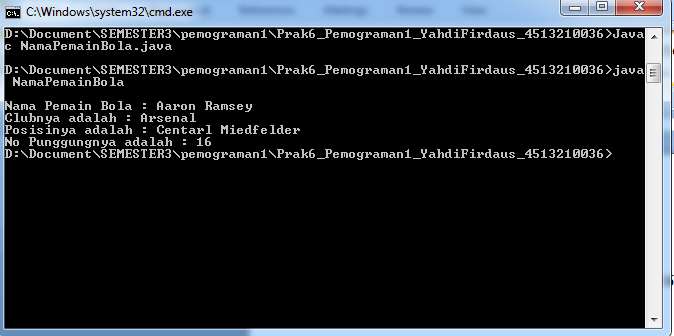 C:\Windows\system32\cmd.exe
D:\Document\SEMESTER3\pemograman1\Prak6_Pemograman1_YahdiFirdaus_4513210036>Java
c NamaPemainBola.java
D:\Document\SEMESTER3\pemograman1\Prak6_Pemograman1_YahdiFirdaus_4513210036>java
 NamaPemainBola
Nama Pemain Bola : Aaron Ramsey
Clubnya adalah : Arsenal
Posisinya adalah : Centarl Miedfelder
No Punggungnya adalah : 16
D:\Document\SEMESTER3\pemograman1\Prak6_Pemograman1_YahdiFirdaus_4513210036>